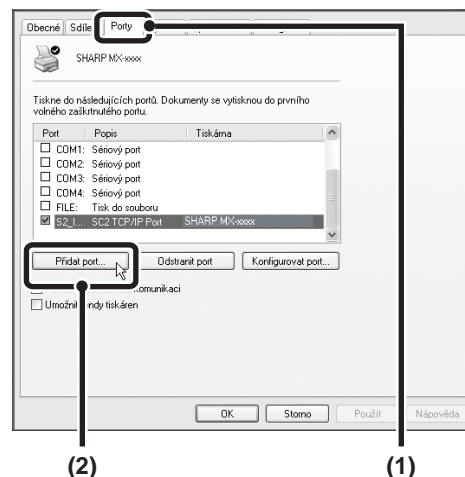 Obecné Sdíle Porty
SHARP MX-xxxx
Tiskne do následujících portů. Dokumenty se vytisknou do prvního
volného zaškrtnutého portu.
Port Popis Tiskárna
COM1: Sériový port
COM2: Sériový port
COM3: Sériový port
COM4: Sériový port
FILE: Tisk do souboru
S2_I... SC2 TCP/IP Port SHARP MX-xxxx
Přidat port... Odstranit port Konfigurovat port...
komunikaci
Umožnit ndy tiskáren
OK Storno Použít Nápověda
(2) (1)